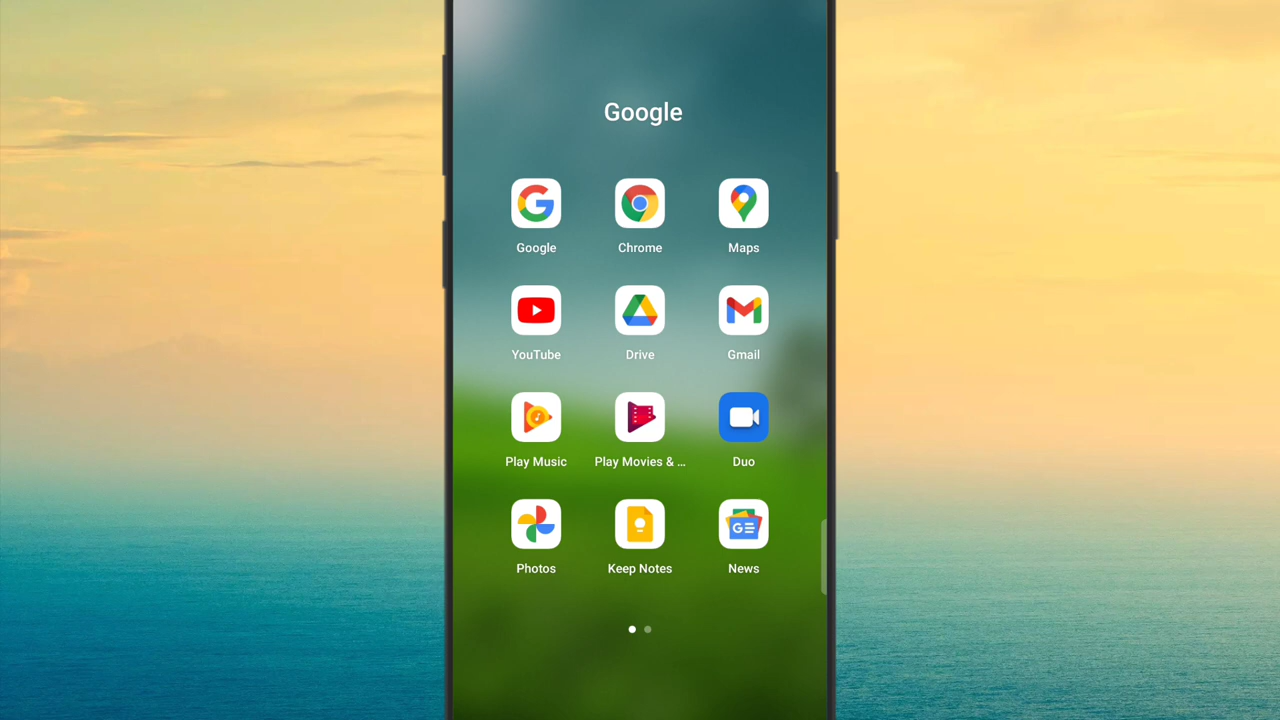 Google
Google Chrome Maps
YouTube Drive Gmail
Play Music Play Movies & ... Duo
Photos Keep Notes News